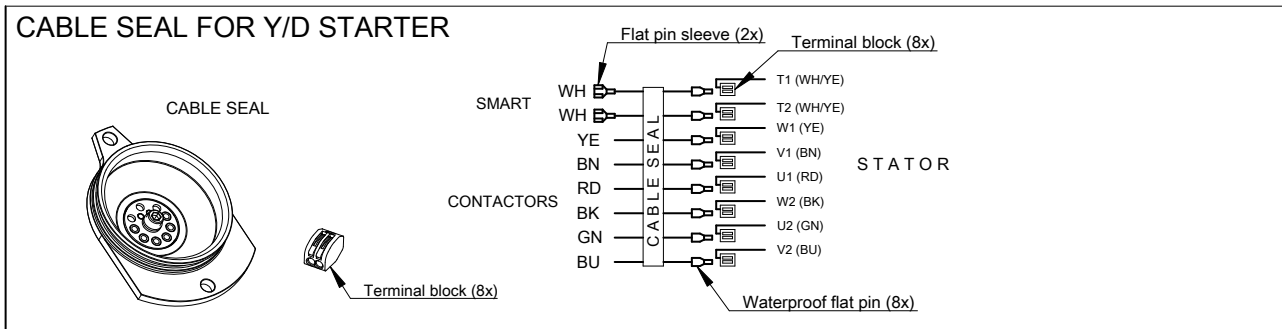 CABLE SEAL FOR Y/D STARTER
Flat pin sleeve (2x)
Terminal block (8x)
CABLE SEAL
SMART
WH
WH
YE
BN
RD
BK
GN
BU
CONTACTORS
CABLE SEAL
T1 (WH/YE)
T2 (WH/YE)
W1 (YE)
V1 (BN)
U1 (RD)
W2 (BK)
U2 (GN)
V2 (BU)
STATOR
Terminal block (8x)
Waterproof flat pin (8x)